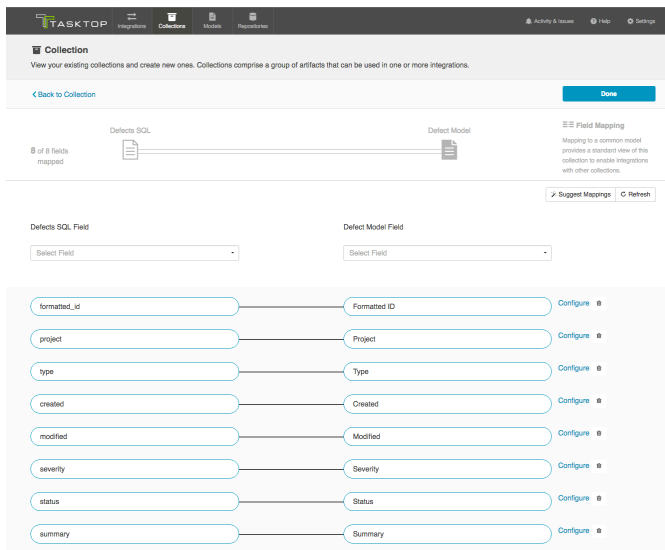 TASKTOP
Integrations
Collections
Models
Repositories
Activity & Issues
Help
Settings
Collection
View your existing collections and create new ones. Collections comprise a group of artifacts that can be used in one or more integrations.
Back to Collection
Done
8 of 8 fields
mapped
Defects SQL
Defect Model
Field Mapping
Mapping to a common model
provides a standard view of this
collection to enable integrations
with other collections.
Suggest Mappings
Refresh
Defects SQL Field
Defect Model Field
Select Field
Select Field
formatted_id
Formatted ID
Configure
project
Project
Configure
type
Type
Configure
created
Created
Configure
modified
Modified
Configure
severity
Severity
Configure
status
Status
Configure
summary
Summary
Configure